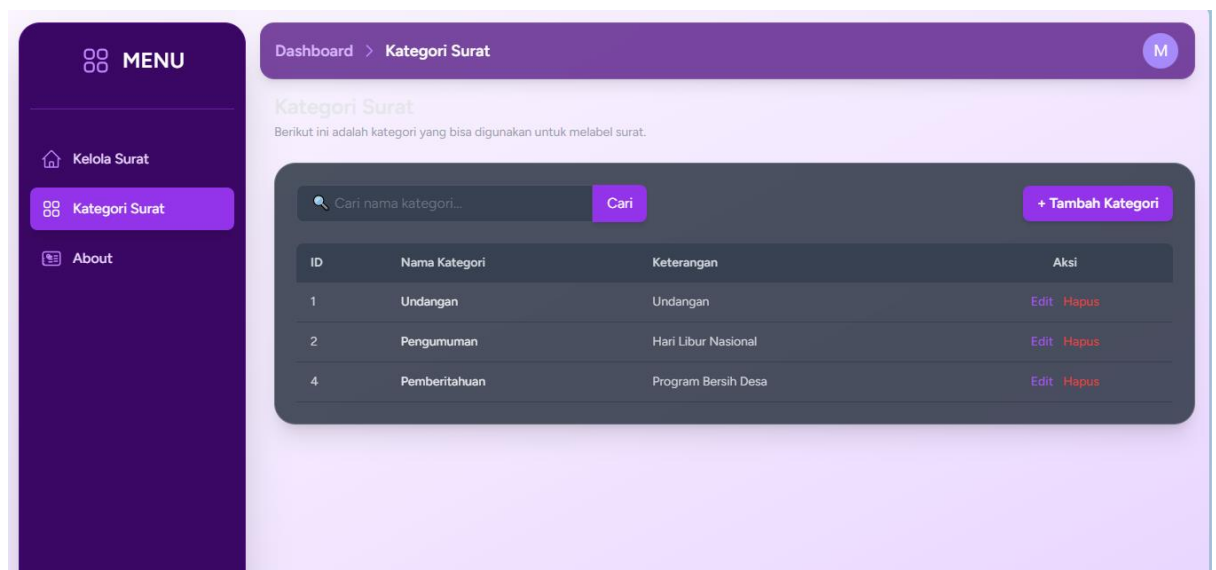 MENU
Kelola Surat
Kategori Surat
About
Dashboard > Kategori Surat
M
Kategori Surat
Berikut ini adalah kategori yang bisa digunakan untuk melabel surat.
Cari nama kategori...
Cari
+ Tambah Kategori
ID Nama Kategori Keterangan Aksi
1 Undangan Undangan Edit Hapus
2 Pengumuman Hari Libur Nasional Edit Hapus
4 Pemberitahuan Program Bersih Desa Edit Hapus